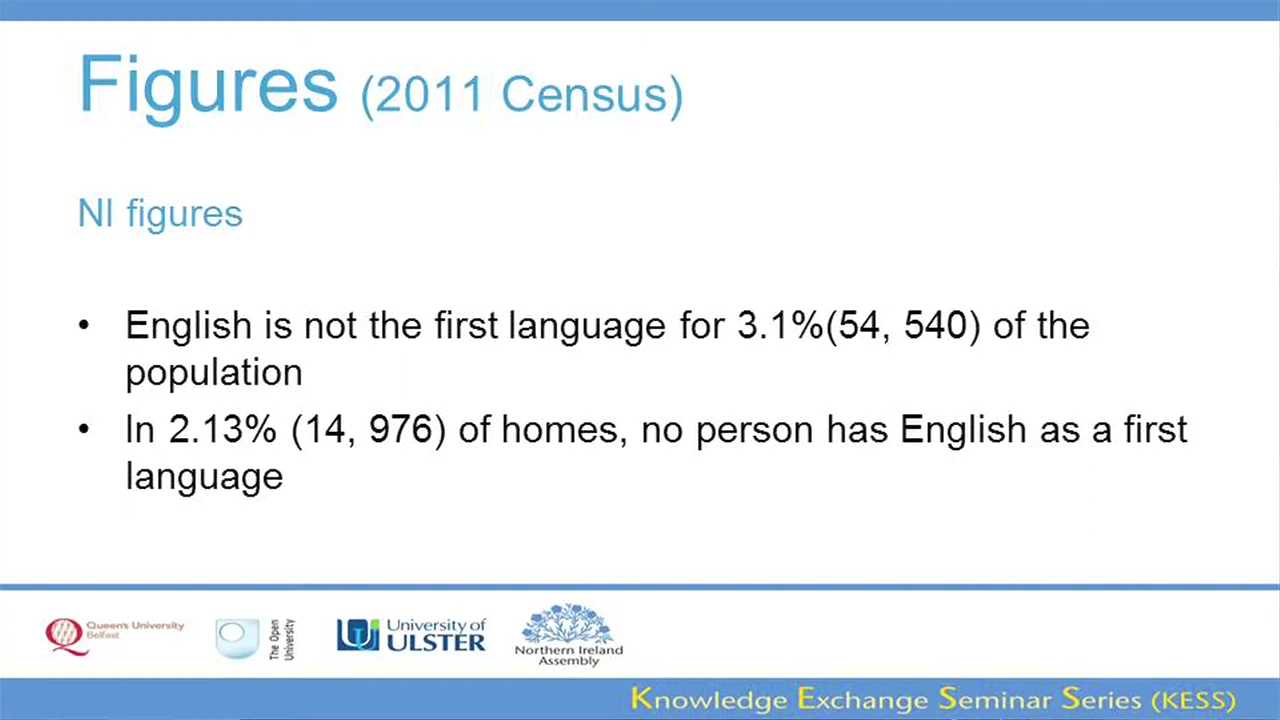 Figures (2011 Census)
NI figures
• English is not the first language for 3.1%(54, 540) of the
population
• In 2.13% (14, 976) of homes, no person has English as a first
language
Queen's University
Belfast
The Open
University
University of
ULSTER
Northern Ireland
Assembly
Knowledge Exchange Seminar Series (KESS)